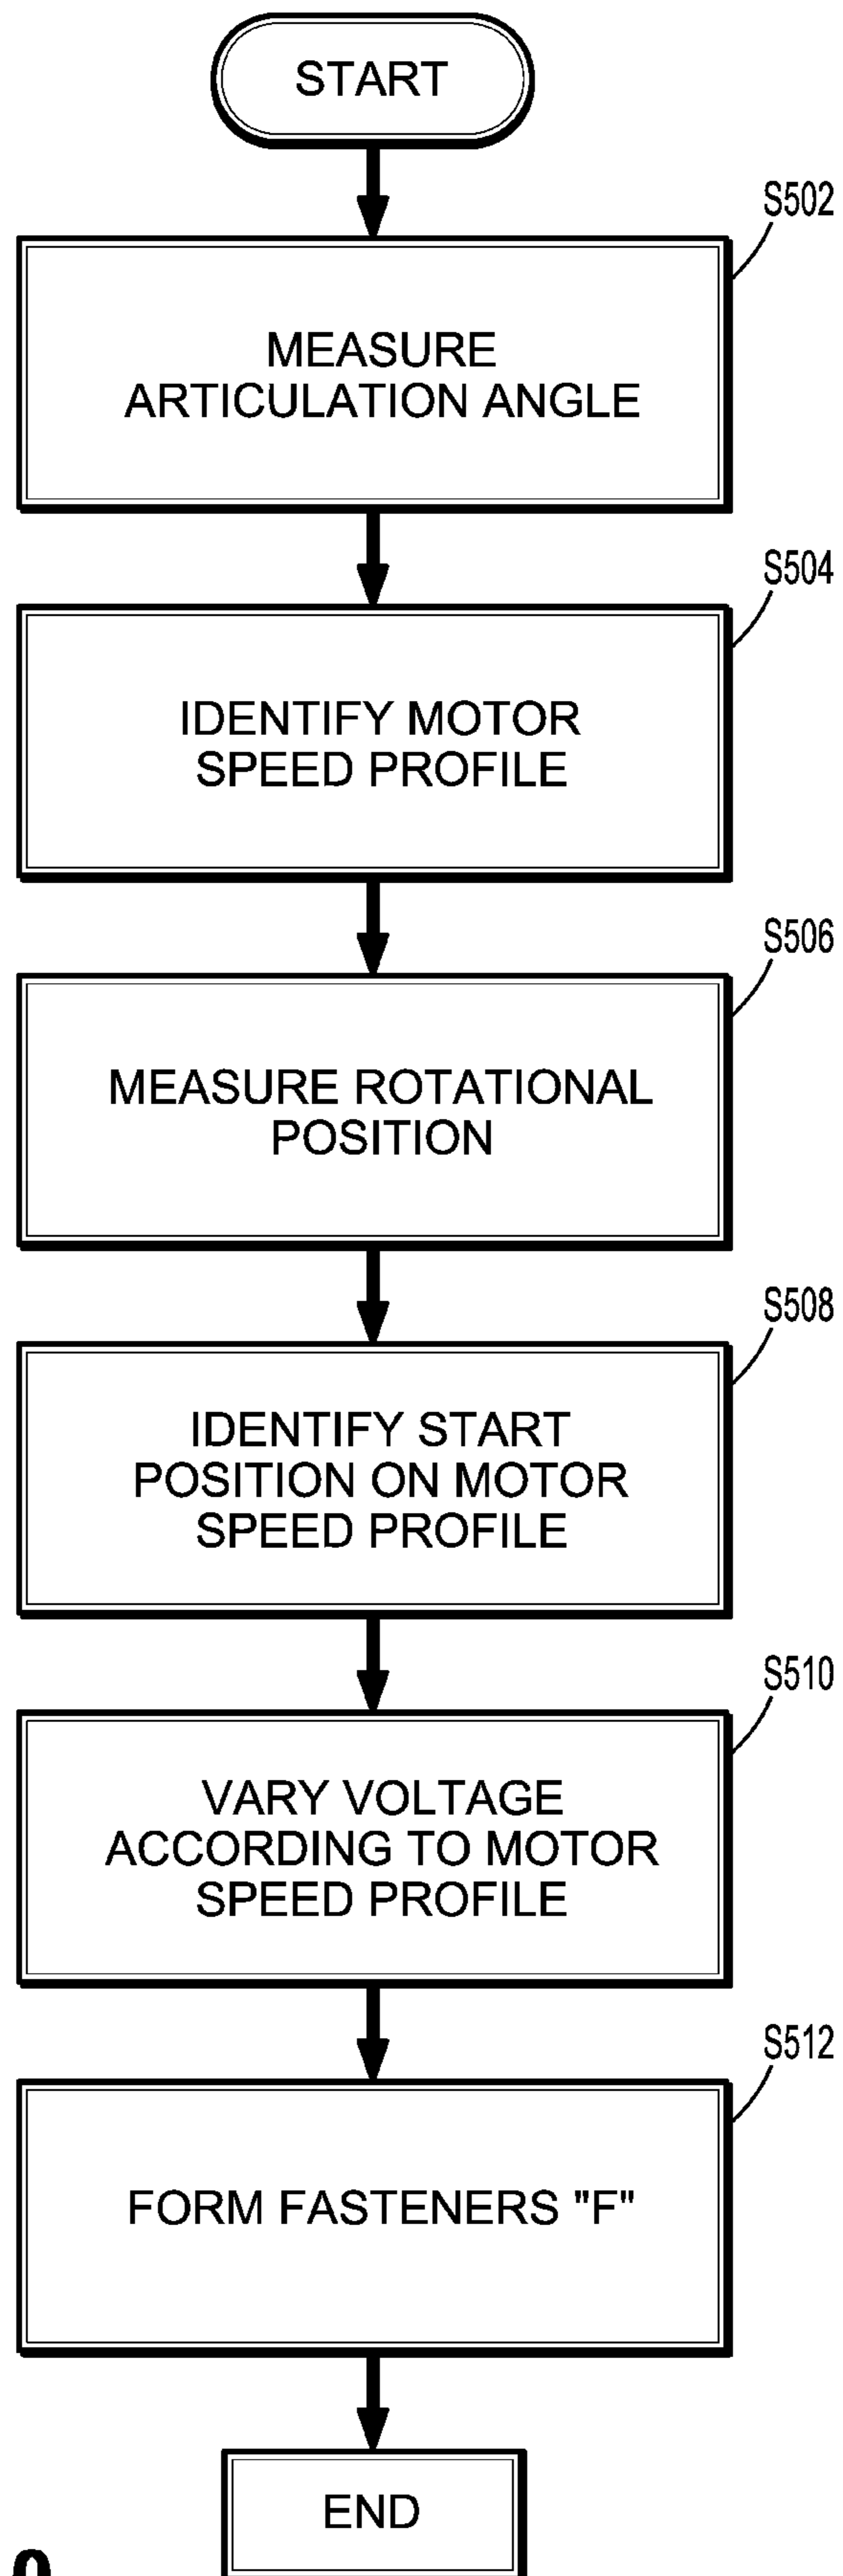 START
S502
MEASURE
ARTICULATION ANGLE
S504
IDENTIFY MOTOR
SPEED PROFILE
S506
MEASURE ROTATIONAL
POSITION
S508
IDENTIFY START
POSITION ON MOTOR
SPEED PROFILE
S510
VARY VOLTAGE
ACCORDING TO MOTOR
SPEED PROFILE
S512
FORM FASTENERS "F"
END